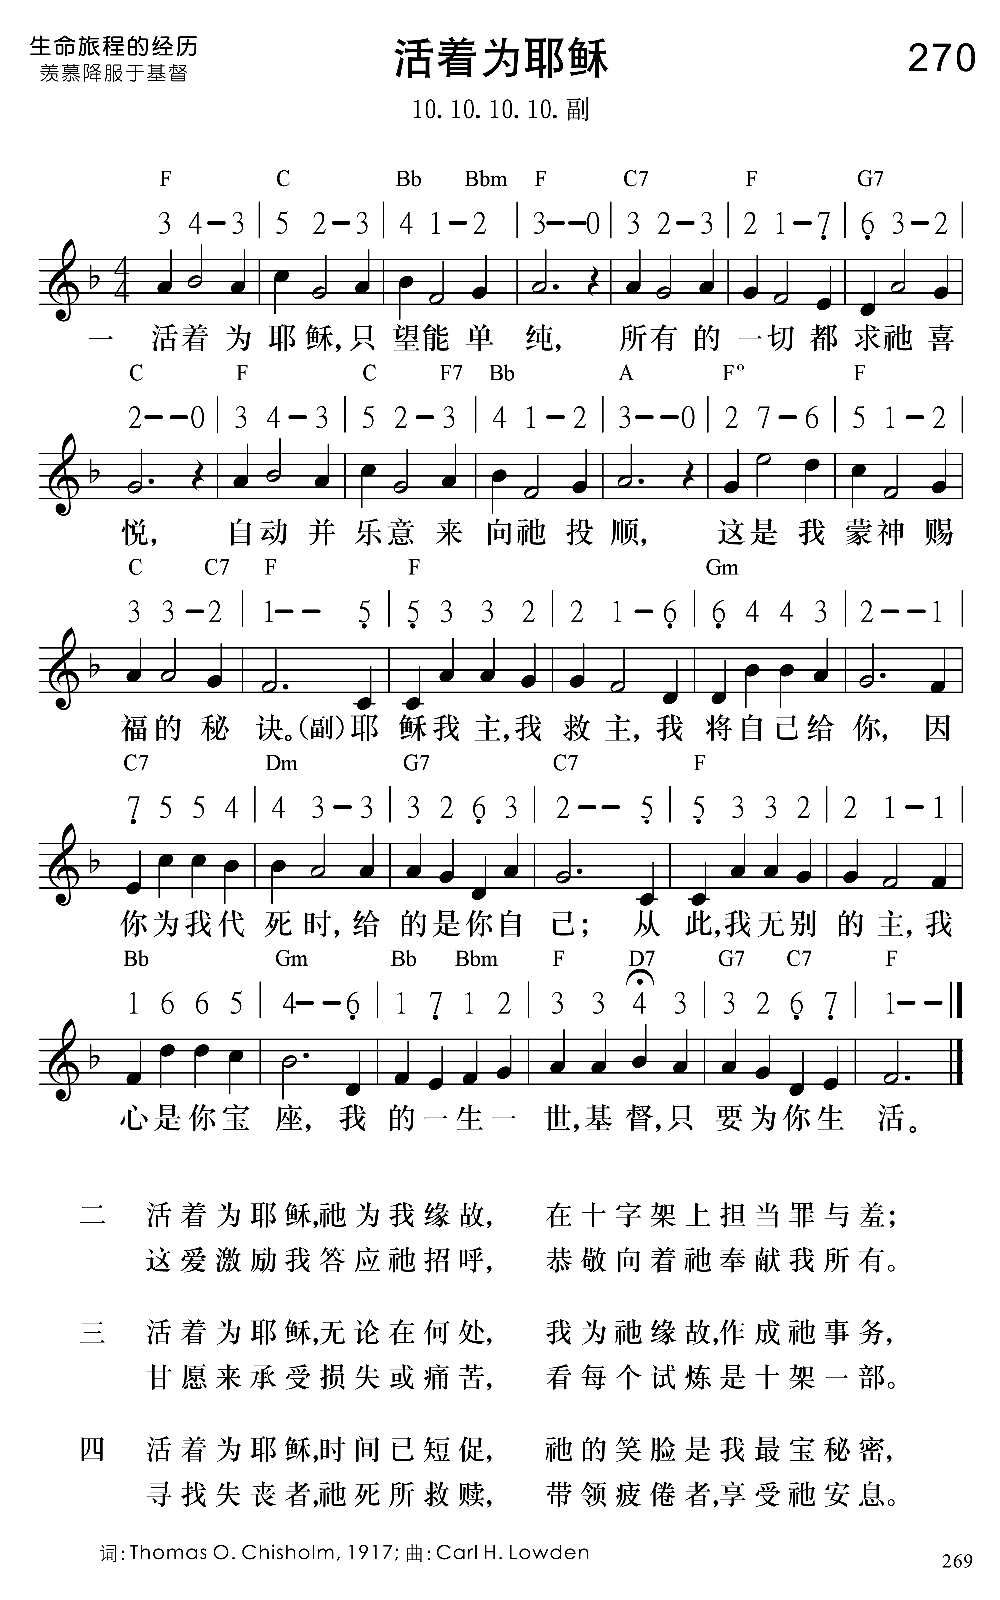 生命旅程的经历
羡慕降服于基督
活着为耶稣
270
10. 10. 10. 10. 副
F C Bb Bbm F C7 F G7
3 4-3 | 5 2-3 | 4 1-2 | 3--0 | 3 2-3 | 2 1-7̣ | 6̣ 3-2 |
4
4
一 活着 为 耶 稣, 只 望能 单 纯, 所有 的 一切 都 求祂 喜
C F C F7 Bb A F° F
2--0 | 3 4-3 | 5 2-3 | 4 1-2 | 3--0 | 2 7-6 | 5 1-2 |
悦, 自动 并 乐意 来 向祂 投 顺, 这是 我 蒙神 赐
C C7 F F Gm
3 3-2 | 1-- 5̣ | 5̣ 3 3 2 | 2 1-6̣ | 6̣ 4 4 3 | 2--1 |
福的 秘 诀。(副)耶 稣我 主,我 救 主, 我 将自己给 你, 因
C7 Dm G7 C7 F
7̣ 5 5 4 | 4 3-3 | 3 2 6̣ 3 | 2-- 5̣ | 5̣ 3 3 2 | 2 1-1 |
你为我代 死 时, 给 的是你自 己; 从 此,我无别 的 主, 我
Bb Gm Bb Bbm F D7 G7 C7 F
1 6 6 5 | 4--6̣ | 1 7̣ 1 2 | 3 3 4 3 | 3 2 6̣ 7̣ | 1--
心是你宝 座, 我 的一生一 世,基 督,只 要为你生 活。
二 活着为耶稣,祂为我缘故, 在十字架上担当罪与羞;
这爱激励我答应祂招呼, 恭敬向着祂奉献我所有。
三 活着为耶稣,无论在何处, 我为祂缘故,作成祂事务,
甘愿来承受损失或痛苦, 看每个试炼是十架一部。
四 活着为耶稣,时间已短促, 祂的笑脸是我最宝秘密,
寻找失丧者,祂死所救赎, 带领疲倦者,享受祂安息。
词: Thomas O. Chisholm, 1917; 曲: Carl H. Lowden
269